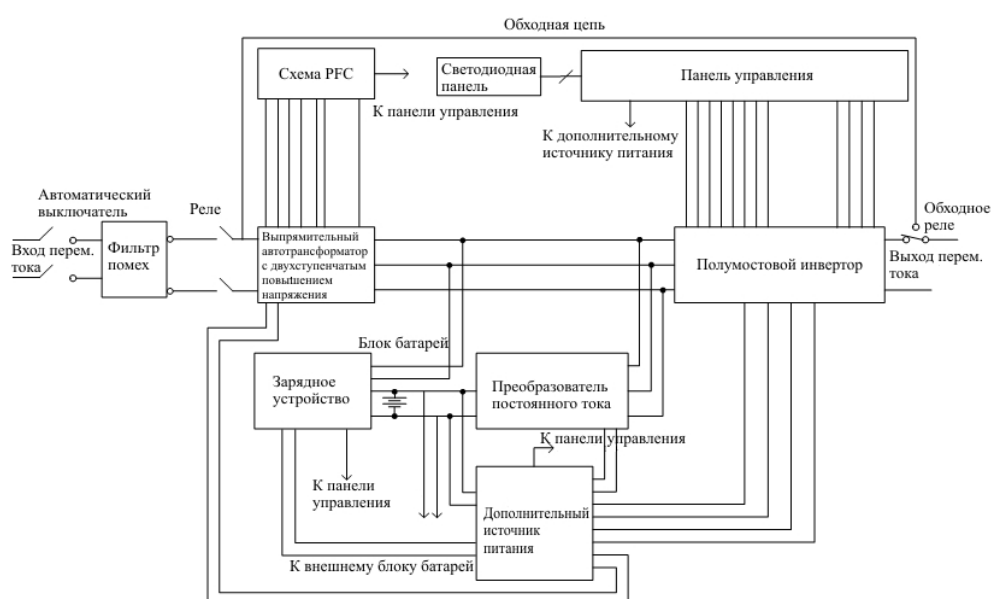 Обходная цепь
Схема PFC
Светодиодная
панель
Панель управления
К панели управления
К дополнительному
источнику питания
Автоматический
выключатель
Реле
Обходное
реле
Вход перем.
тока
Фильтр
помех
Выпрямительный
автотрансформатор
с двухступенчатым
повышением
напряжения
Полумостовой инвертор
Выход перем.
тока
Блок батарей
Зарядное
устройство
Преобразователь
постоянного тока
К панели управления
К панели
управления
Дополнительный
источник
питания
К внешнему блоку батарей